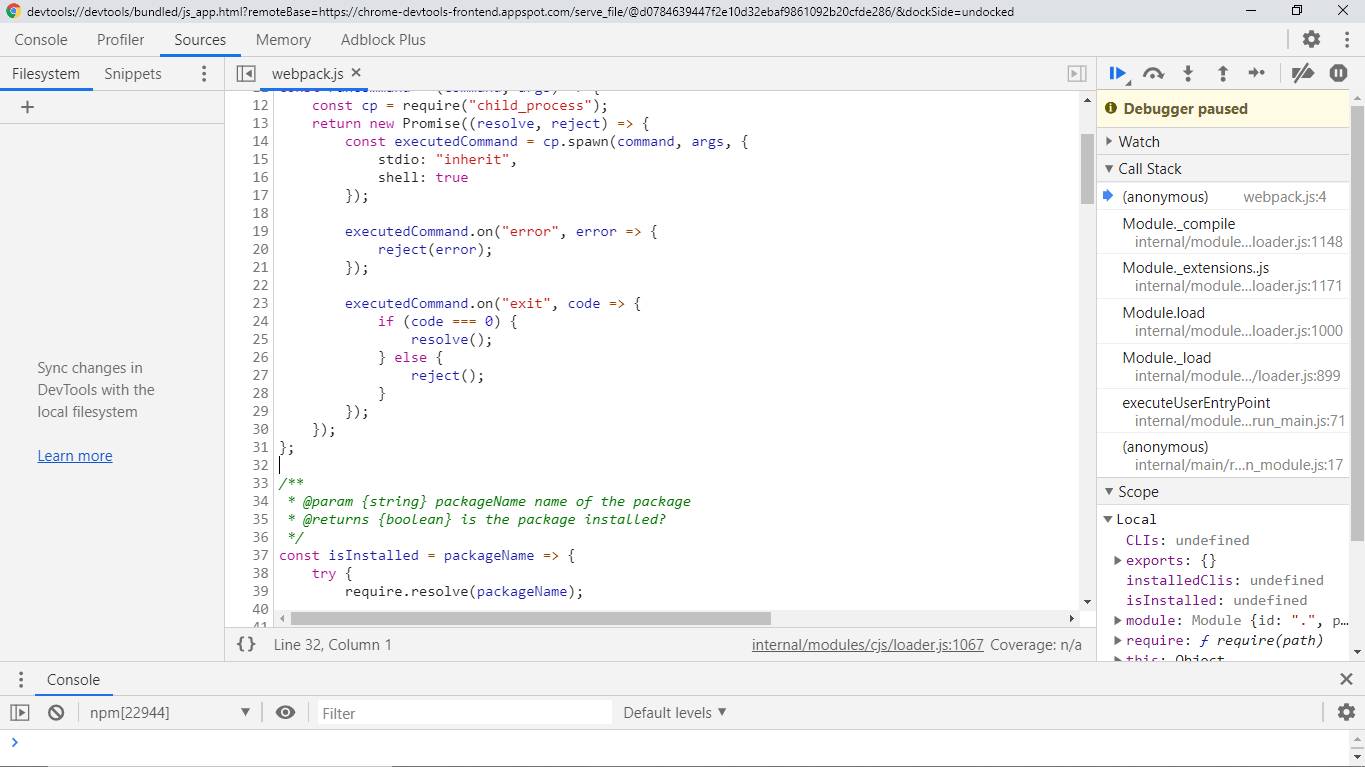 devtools://devtools/bundled/js_app.html?remoteBase=https://chrome-devtools-frontend.appspot.com/serve_file/@d0784639447f2e10d32ebaf9861092b20cfde286/&dockSide=undocked
Console Profiler Sources Memory Adblock Plus
Filesystem Snippets
webpack.js
Sync changes in
DevTools with the
local filesystem
Learn more
12 const cp = require("child_process");
13 return new Promise((resolve, reject) => {
14 const executedCommand = cp.spawn(command, args, {
15 stdio: "inherit",
16 shell: true
17 });
18
19 executedCommand.on("error", error => {
20 reject(error);
21 });
22
23 executedCommand.on("exit", code => {
24 if (code === 0) {
25 resolve();
26 } else {
27 reject();
28 }
29 });
30 });
31 };
32
33 /**
34 * @param {string} packageName name of the package
35 * @returns {boolean} is the package installed?
36 */
37 const isInstalled = packageName => {
38 try {
39 require.resolve(packageName);
40
41
{} Line 32, Column 1 internal/modules/cjs/loader.js:1067 Coverage: n/a
Debugger paused
Watch
Call Stack
(anonymous) webpack.js:4
Module._compile
internal/module...loader.js:1148
Module._extensions..js
internal/module...loader.js:1171
Module.load
internal/module...loader.js:1000
Module._load
internal/module.../loader.js:899
executeUserEntryPoint
internal/module...run_main.js:71
(anonymous)
internal/main/r...n_module.js:17
Scope
Local
CLIs: undefined
exports: {}
installedClis: undefined
isInstalled: undefined
module: Module {id: ".", p…
require: ƒ require(path)
this: Object
Console
npm[22944] Filter Default levels